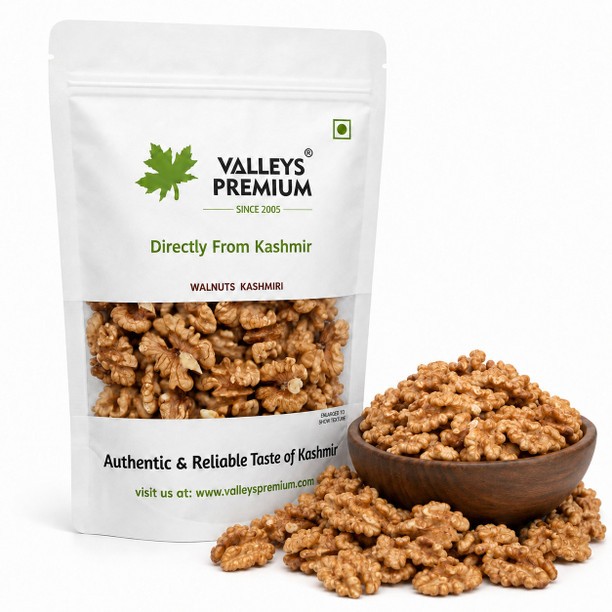 VALLEYS®
PREMIUM
SINCE 2005
Directly From Kashmir
WALNUTS KASHMIRI
ENLARGED TO
SHOW TEXTURE
Authentic & Reliable Taste of Kashmir
visit us at: www.valleyspremium.com